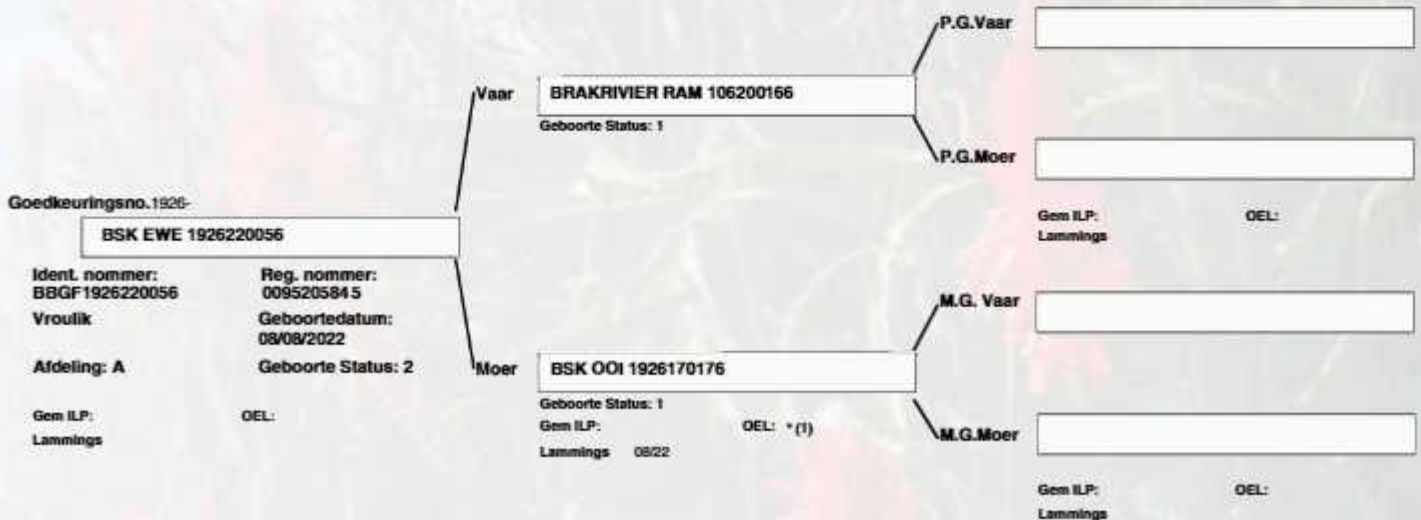 P.G.Vaar
Vaar BRAKRIVIER RAM 106200166
Geboorte Status: 1
P.G.Moer
Goedkeuringsno.1926-
BSK EWE 1926220056
Gem ILP: OEL:
Lammings
Ident. nommer: Reg. nommer:
BBGF1926220056 0095205845
Vroulik Geboortedatum:
08/08/2022
M.G. Vaar
Afdeling: A Geboorte Status: 2
Moer BSK OOI 1926170176
Geboorte Status: 1
Gem ILP: OEL:
Lammings
Gem ILP: OEL: *(1)
Lammings 08/22
M.G.Moer
Gem ILP: OEL:
Lammings